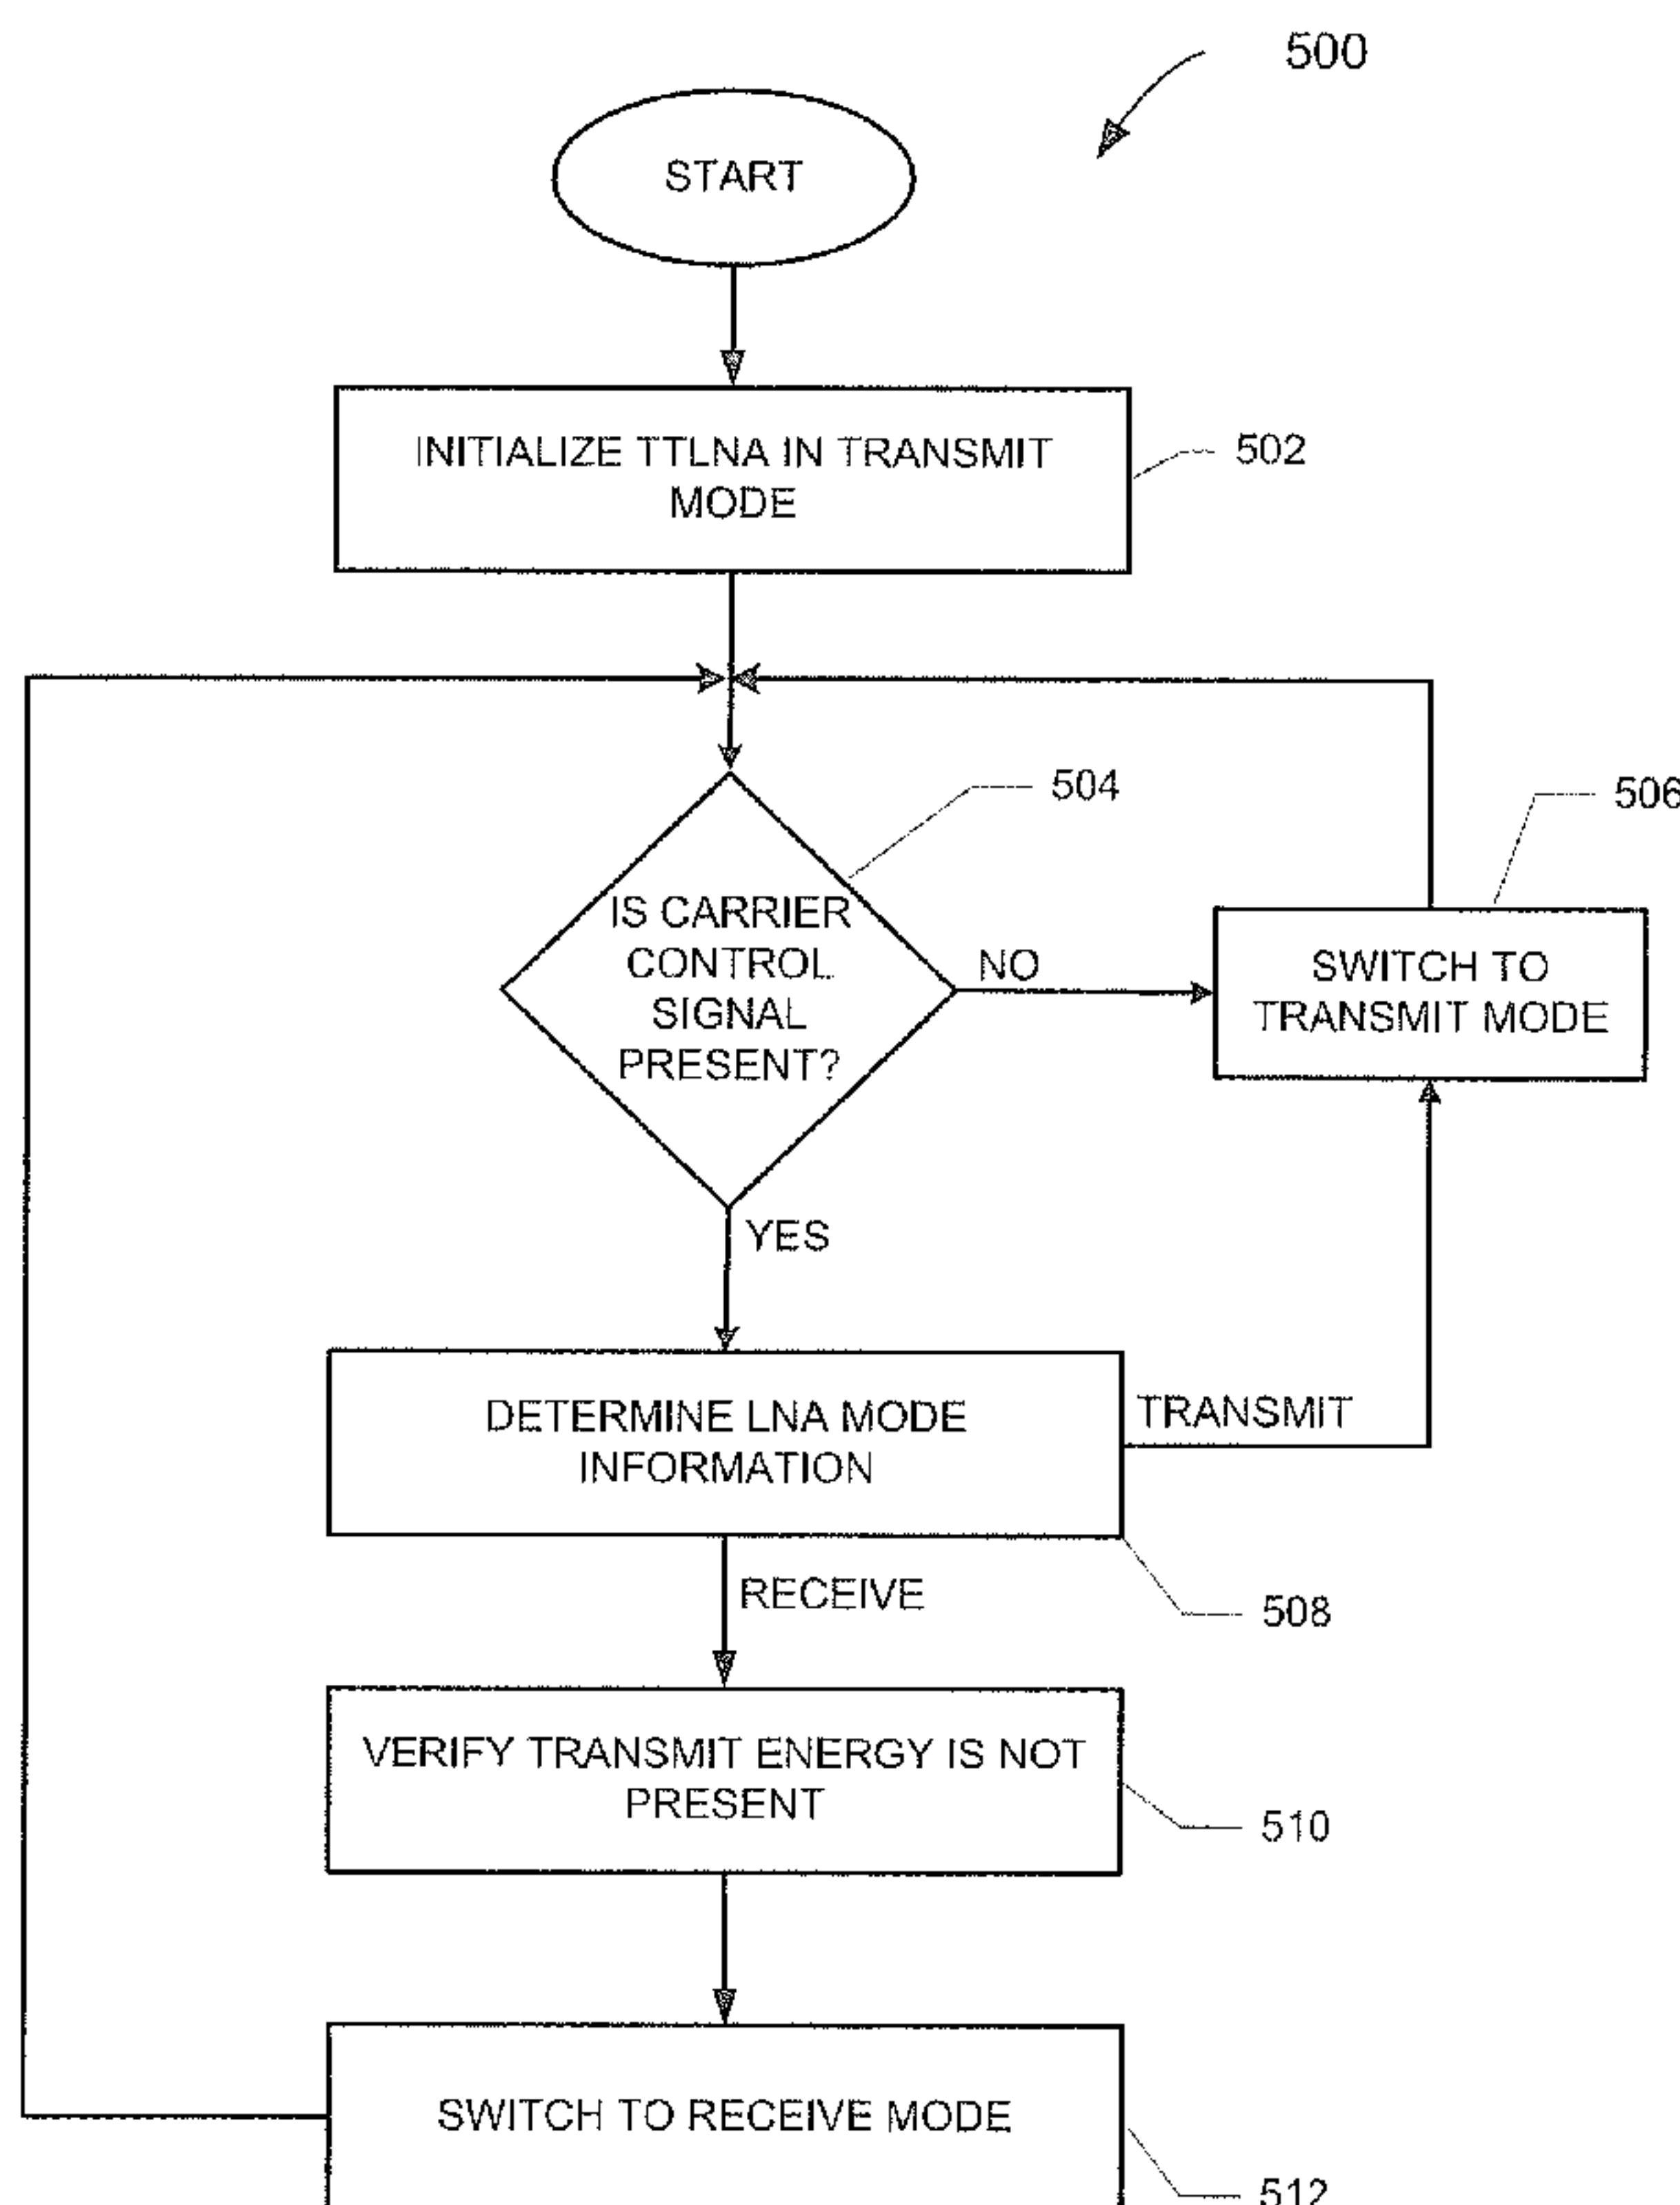 500
START
INITIALIZE TTLNA IN TRANSMIT
MODE
502
504
506
IS CARRIER
CONTROL
SIGNAL
PRESENT?
NO
SWITCH TO
TRANSMIT MODE
YES
DETERMINE LNA MODE
INFORMATION
TRANSMIT
RECEIVE
508
VERIFY TRANSMIT ENERGY IS NOT
PRESENT
510
SWITCH TO RECEIVE MODE
512